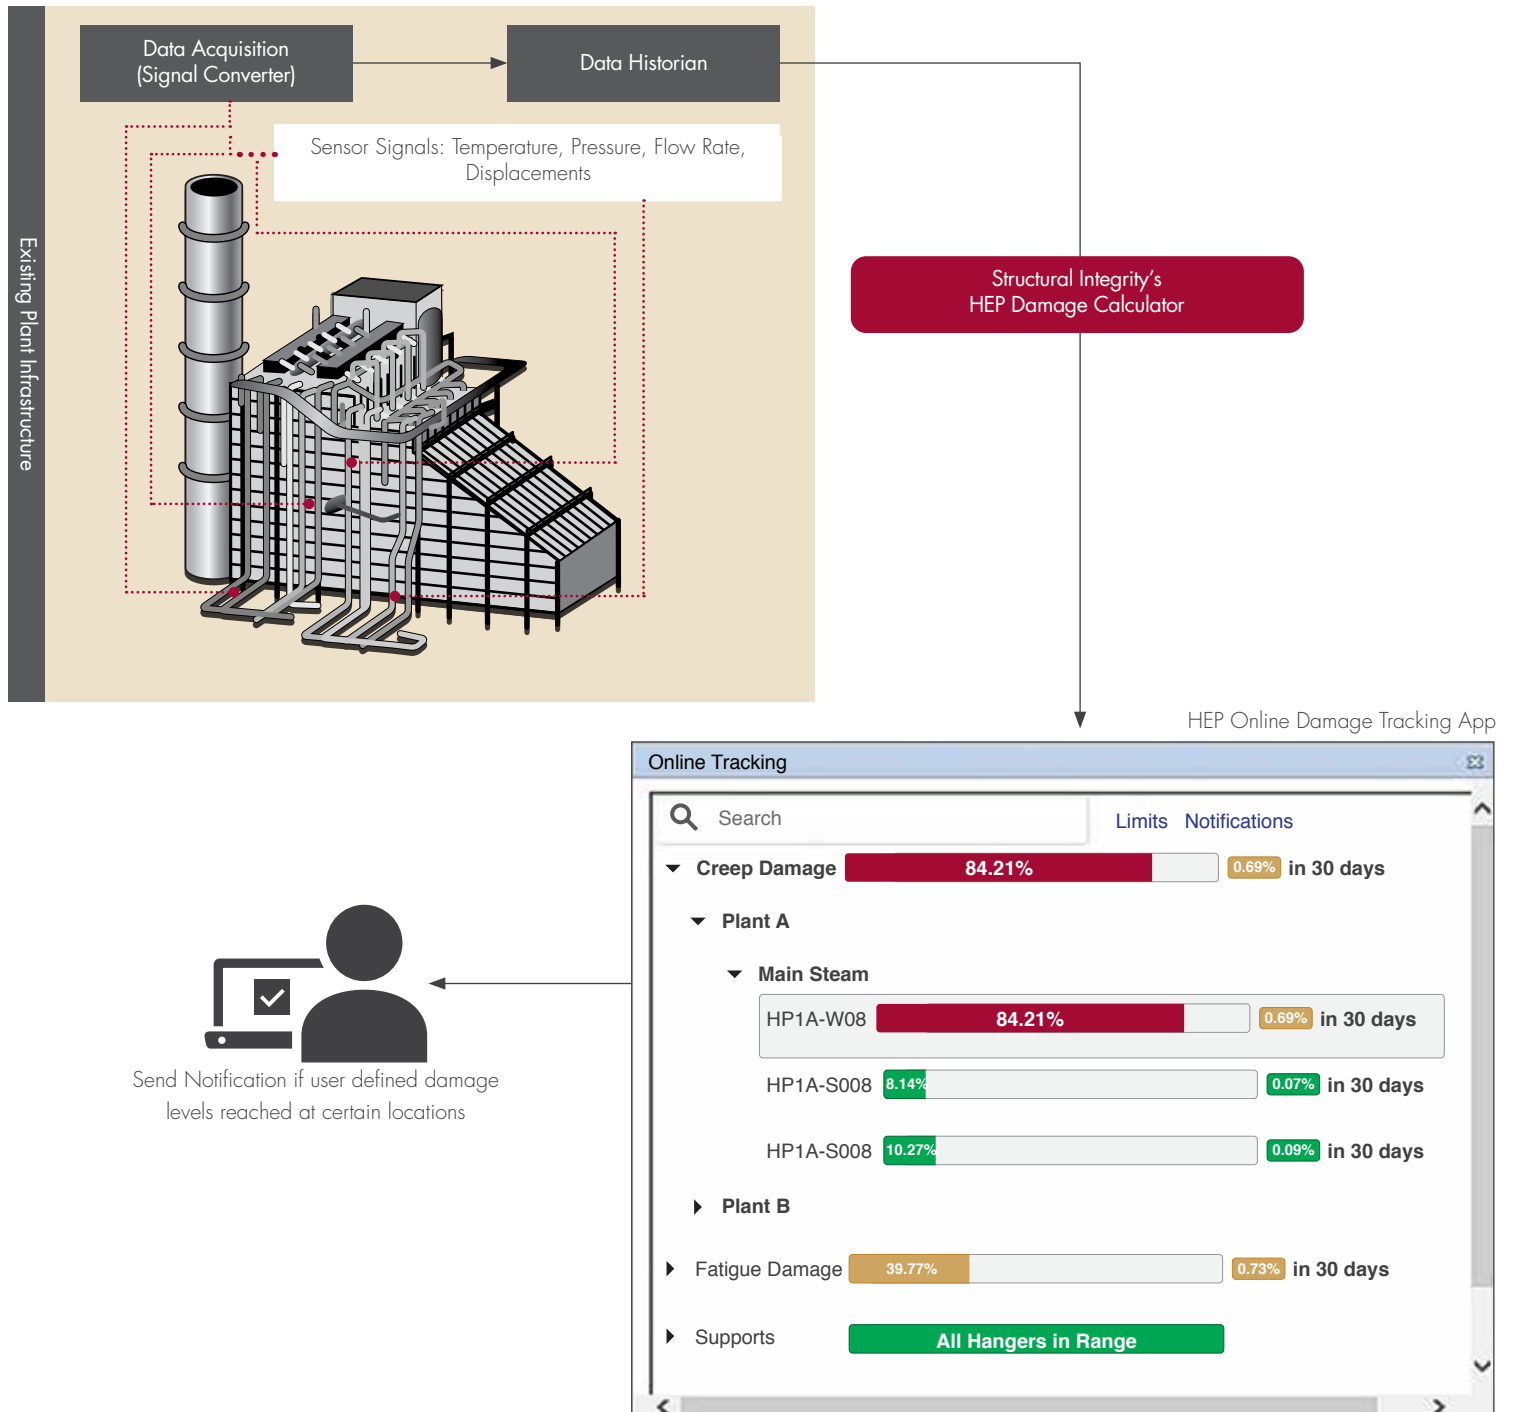 Data Acquisition
(Signal Converter)
Data Historian
Sensor Signals: Temperature, Pressure, Flow Rate,
Displacements
Existing Plant Infrastructure
Structural Integrity's
HEP Damage Calculator
HEP Online Damage Tracking App
Online Tracking
Search
Limits Notifications
Creep Damage 84.21% 0.69% in 30 days
Plant A
Main Steam
HP1A-W08 84.21% 0.69% in 30 days
HP1A-S008 8.14% 0.07% in 30 days
HP1A-S008 10.27% 0.09% in 30 days
Plant B
Fatigue Damage 39.77% 0.73% in 30 days
Supports All Hangers in Range
Send Notification if user defined damage
levels reached at certain locations